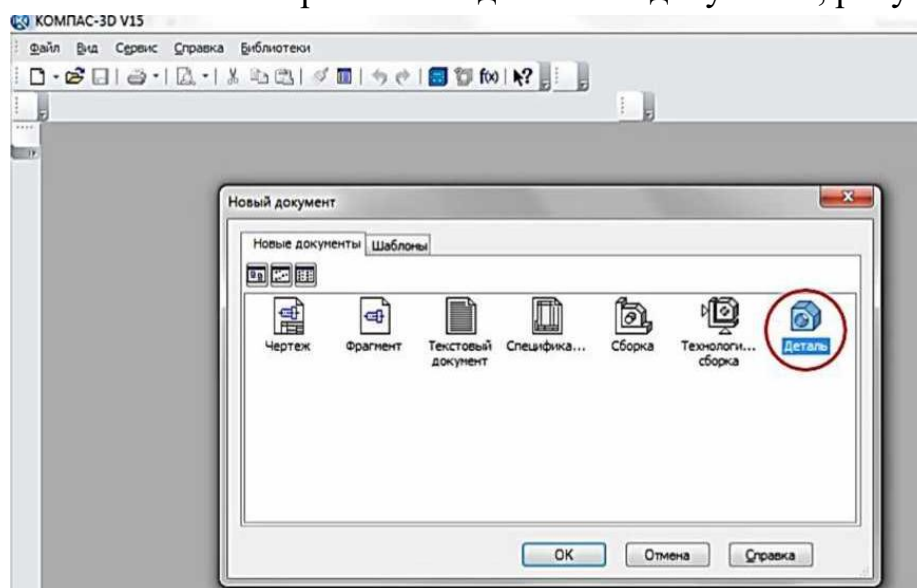 КОМПАС-3D V15
Файл Вид Сервис Справка Библиотеки
f(x)
Новый документ
Новые документы Шаблоны
Чертеж Фрагмент Текстовый документ Специфика... Сборка Технологи... сборка Деталь
OK Отмена Справка